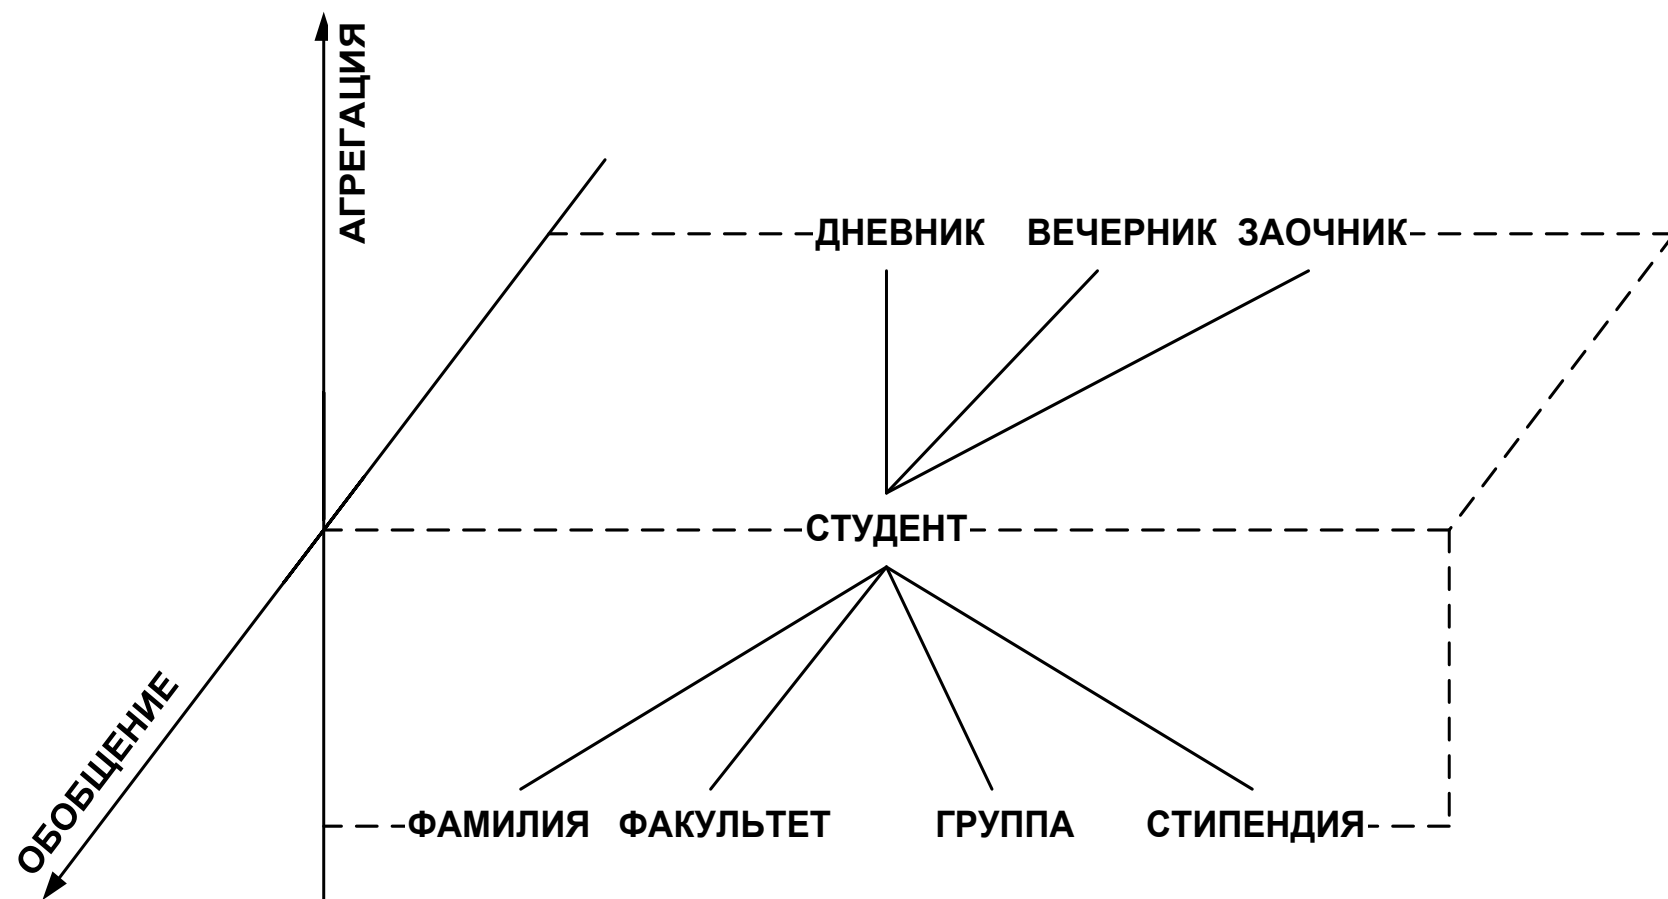 АГРЕГАЦИЯ
ДНЕВНИК ВЕЧЕРНИК ЗАОЧНИК
СТУДЕНТ
ОБОБЩЕНИЕ
ФАМИЛИЯ ФАКУЛЬТЕТ ГРУППА СТИПЕНДИЯ